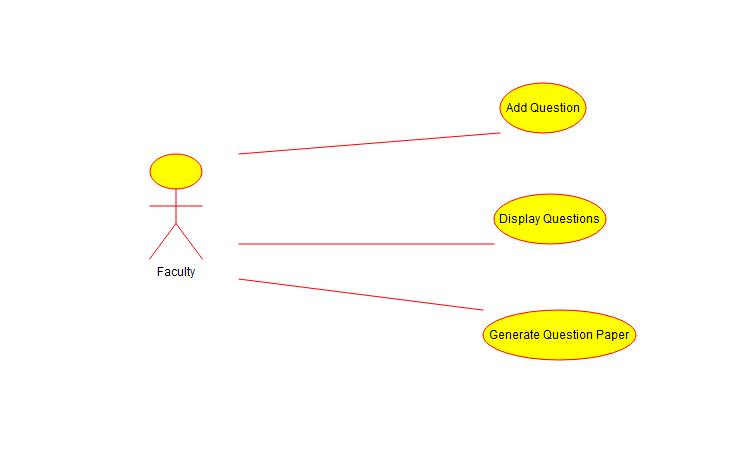 Add Question
Display Questions
Faculty
Generate Question Paper